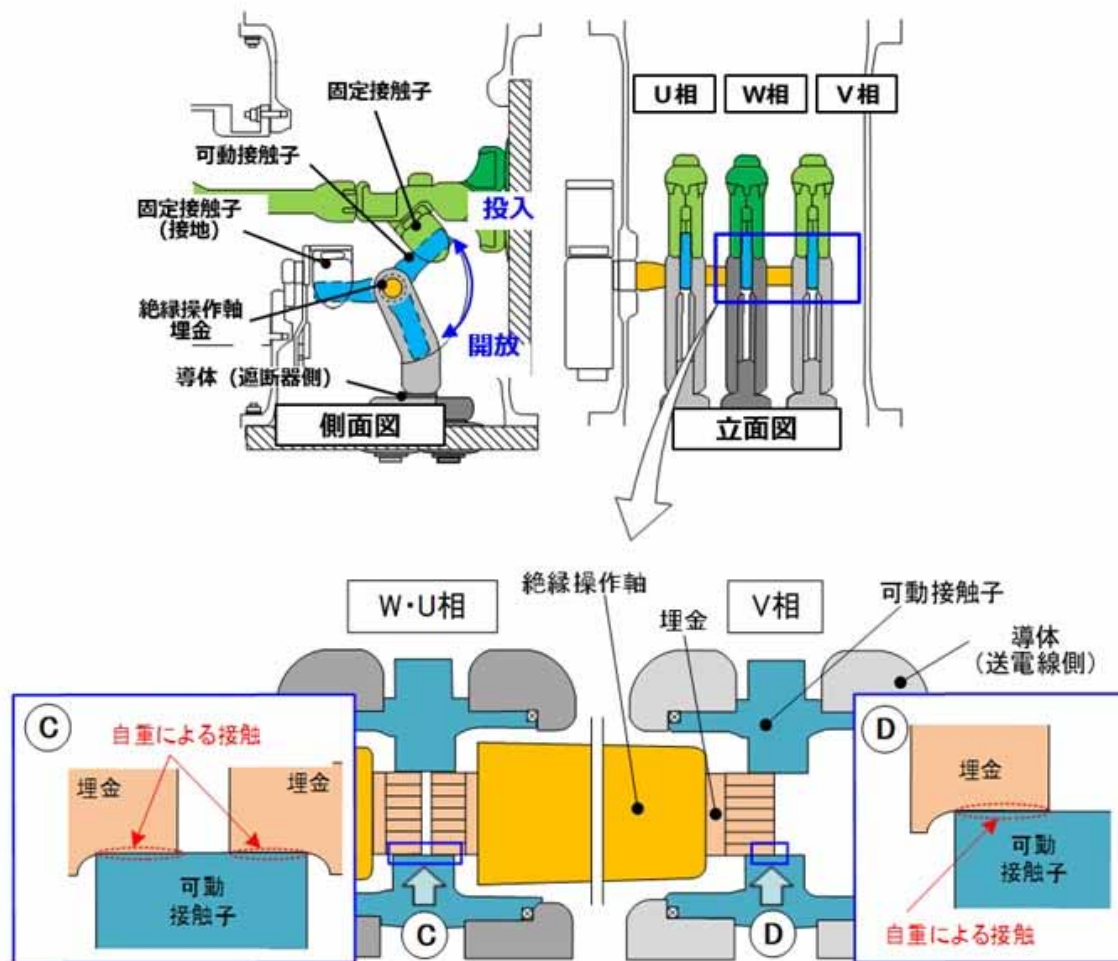 固定接触子
可動接触子
固定接触子
(接地)
絶縁操作軸
埋金
導体（遮断器側）
投入
開放
側面図
U相
W相
V相
立面図
W・U相
絶縁操作軸
埋金
V相
可動接触子
導体
（送電線側）
C
自重による接触
埋金
埋金
可動
接触子
C
D
D
埋金
可動
接触子
自重による接触